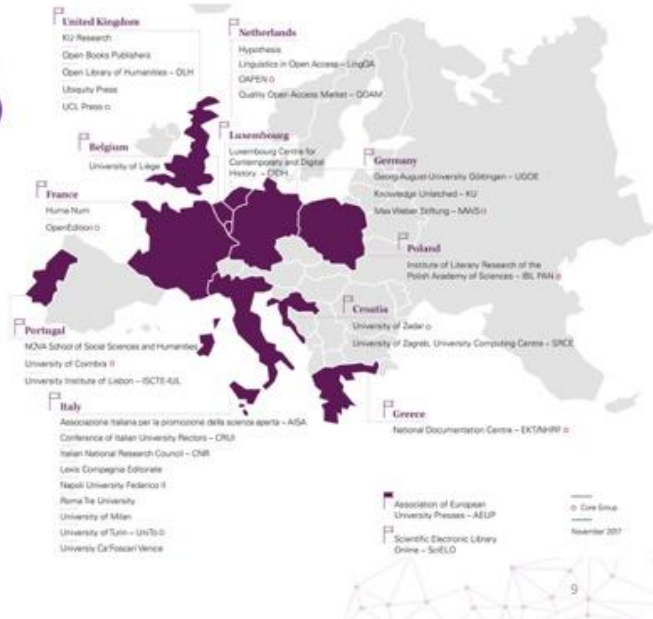 United Kingdom
KU Research
Open Books Publishers
Open Library of Humanities – OLH
Ubiquity Press
UCL Press
Netherlands
Hypothesis
Linguistics in Open Access – LingOA
OAPEN
Quality Open Access Market – QOAM
Belgium
University of Liège
Luxembourg
Luxembourg Centre for
Contemporary and Digital
History –
Germany
Georg-August-University Göttingen – UGOE
Knowledge Unlatched – KU
Max Weber Stiftung – MWS
France
Huma Num
OpenEdition
Poland
Institute of Literary Research of the
Polish Academy of Sciences – IBL PAN
Croatia
University of Zadar
University of Zagreb, University Computing Centre – SRCE
Portugal
NOVA School of Social Sciences and Humanities
University of Coimbra
University Institute of Lisbon – ISCTE-IUL
Italy
Associazione Italiana per la promozione della scienza aperta – AISA
Conference of Italian University Rectors – CRUI
Italian National Research Council – CNR
Lexis Compagnia Editoriale
Napoli University Federico II
Roma Tre University
University of Milan
University of Turin – UniTo
Universiy Ca'Foscari Venice
Greece
National Documentation Centre – EKT/NHRF
Association of European
University Presses – AEUP
Scientific Electronic Library
Online – SciELO
Core Group
November 2017
9